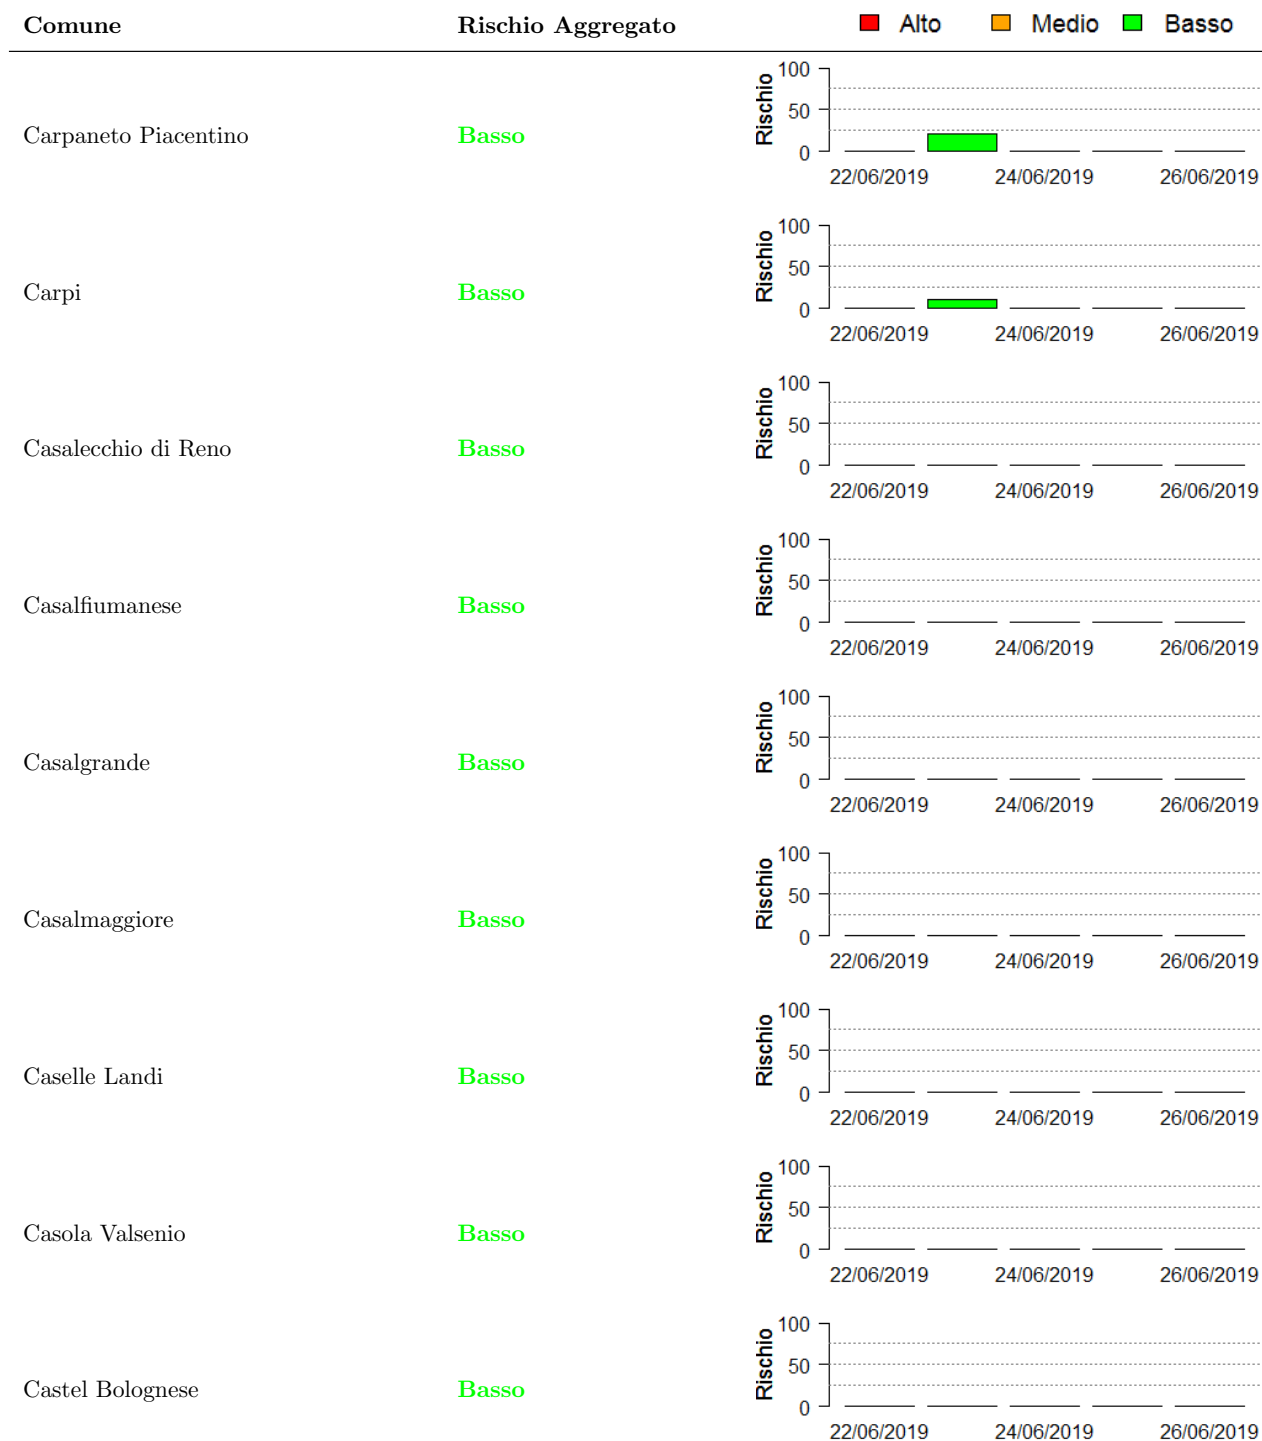 Comune Rischio Aggregato Alto Medio Basso
100
50
0
Rischio
Carpaneto Piacentino Basso
22/06/2019 24/06/2019 26/06/2019
100
50
0
Rischio
Carpi Basso
22/06/2019 24/06/2019 26/06/2019
100
50
0
Rischio
Casalecchio di Reno Basso
22/06/2019 24/06/2019 26/06/2019
100
50
0
Rischio
Casalfiumanese Basso
22/06/2019 24/06/2019 26/06/2019
100
50
0
Rischio
Casalgrande Basso
22/06/2019 24/06/2019 26/06/2019
100
50
0
Rischio
Casalmaggiore Basso
22/06/2019 24/06/2019 26/06/2019
100
50
0
Rischio
Caselle Landi Basso
22/06/2019 24/06/2019 26/06/2019
100
50
0
Rischio
Casola Valsenio Basso
22/06/2019 24/06/2019 26/06/2019
100
50
0
Rischio
Castel Bolognese Basso
22/06/2019 24/06/2019 26/06/2019